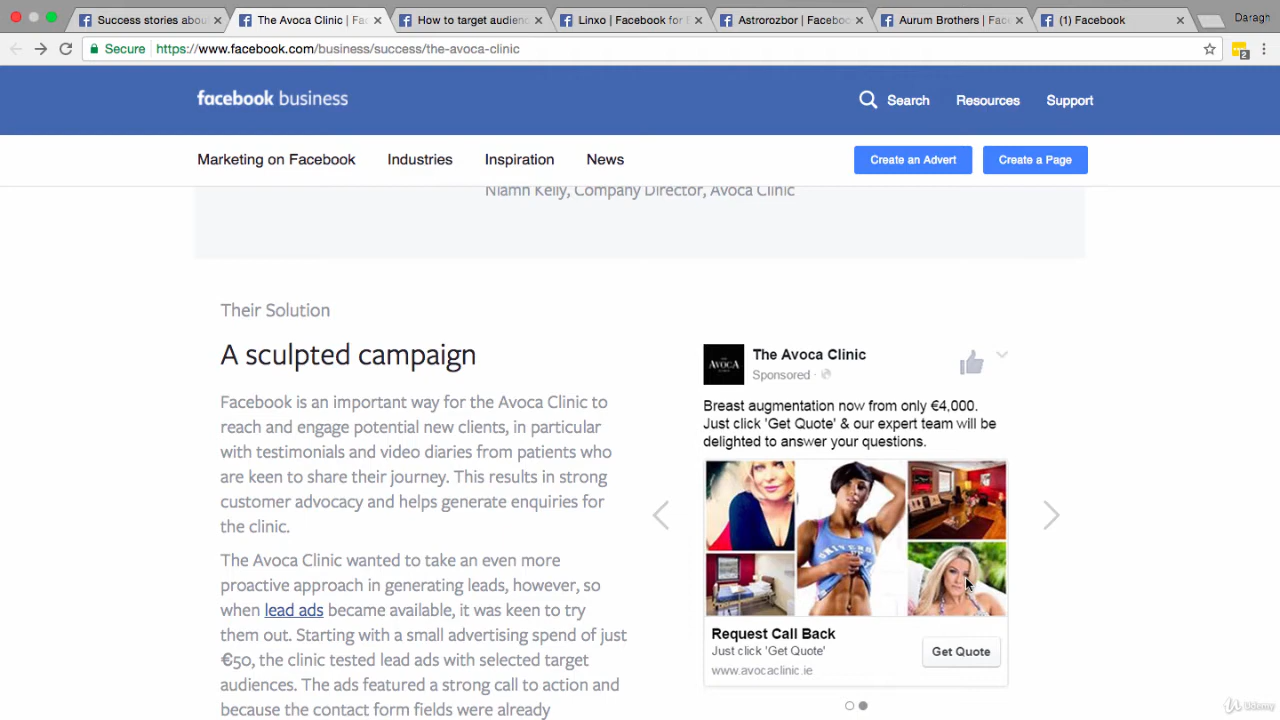 Success stories abou
The Avoca Clinic | Fac
How to target audienc
Linxo | Facebook for B
Astrorozbor | Faceboo
Aurum Brothers | Face
(1) Facebook
Daragh
Secure
https://www.facebook.com/business/success/the-avoca-clinic
2
facebook business
Search
Resources
Support
Marketing on Facebook
Industries
Inspiration
News
Create an Advert
Create a Page
Niamh Kelly, Company Director, Avoca Clinic
Their Solution
A sculpted campaign
Facebook is an important way for the Avoca Clinic to
reach and engage potential new clients, in particular
with testimonials and video diaries from patients who
are keen to share their journey. This results in strong
customer advocacy and helps generate enquiries for
the clinic.
The Avoca Clinic wanted to take an even more
proactive approach in generating leads, however, so
when lead ads became available, it was keen to try
them out. Starting with a small advertising spend of just
€50, the clinic tested lead ads with selected target
audiences. The ads featured a strong call to action and
because the contact form fields were already
AVOCA
The Avoca Clinic
Sponsored ·
Breast augmentation now from only €4,000.
Just click 'Get Quote' & our expert team will be
delighted to answer your questions.
UNIVERS
Request Call Back
Just click 'Get Quote'
www.avocaclinic.ie
Get Quote
Udemy